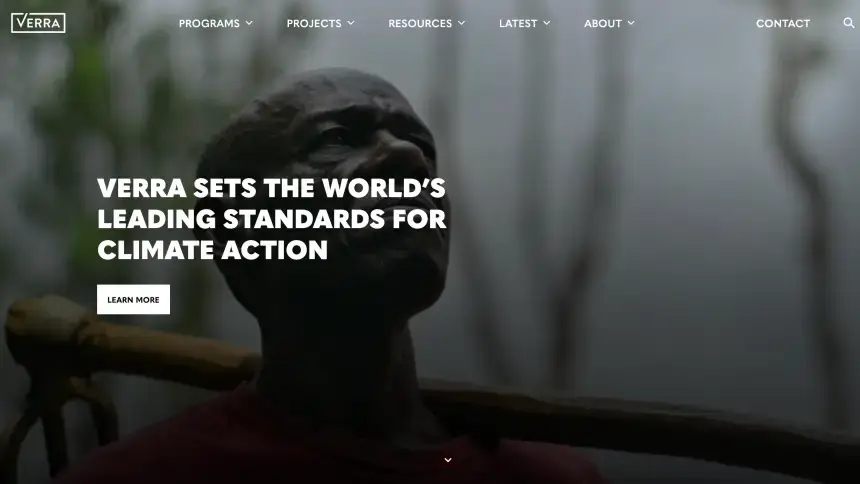 VERRA
PROGRAMS
PROJECTS
RESOURCES
LATEST
ABOUT
CONTACT
VERRA SETS THE WORLD'S
LEADING STANDARDS FOR
CLIMATE ACTION
LEARN MORE